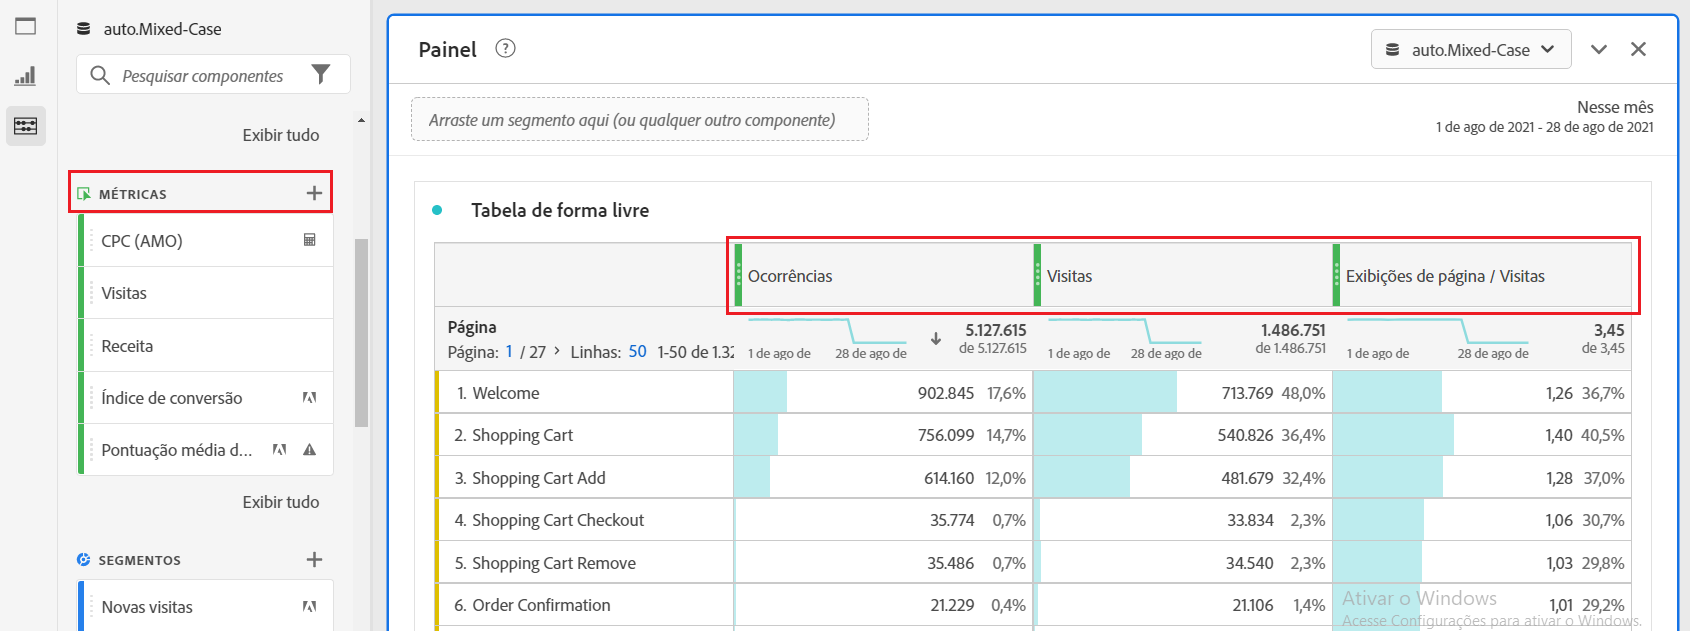 auto.Mixed-Case
Pesquisar componentes
Exibir tudo
MÉTRICAS
CPC (AMO)
Visitas
Receita
Índice de conversão
Pontuação média d...
Exibir tudo
SEGMENTOS
Novas visitas
Painel ?
auto.Mixed-Case
Arraste um segmento aqui (ou qualquer outro componente)
Nesse mês
1 de ago de 2021 - 28 de ago de 2021
Tabela de forma livre
Ocorrências Visitas Exibições de página / Visitas
Página
Página: 1 / 27 > Linhas: 50 1-50 de 1.32
1 de ago de 28 de ago de 5.127.615 de 5.127.615
1 de ago de 28 de ago de 1.486.751 de 1.486.751
1 de ago de 28 de ago de 3,45 de 3,45
1. Welcome 902.845 17,6% 713.769 48,0% 1,26 36,7%
2. Shopping Cart 756.099 14,7% 540.826 36,4% 1,40 40,5%
3. Shopping Cart Add 614.160 12,0% 481.679 32,4% 1,28 37,0%
4. Shopping Cart Checkout 35.774 0,7% 33.834 2,3% 1,06 30,7%
5. Shopping Cart Remove 35.486 0,7% 34.540 2,3% 1,03 29,8%
6. Order Confirmation 21.229 0,4% 21.106 1,4% 1,01 29,2%
Ativar o Windows
Acesse Configurações para ativar o Windows.